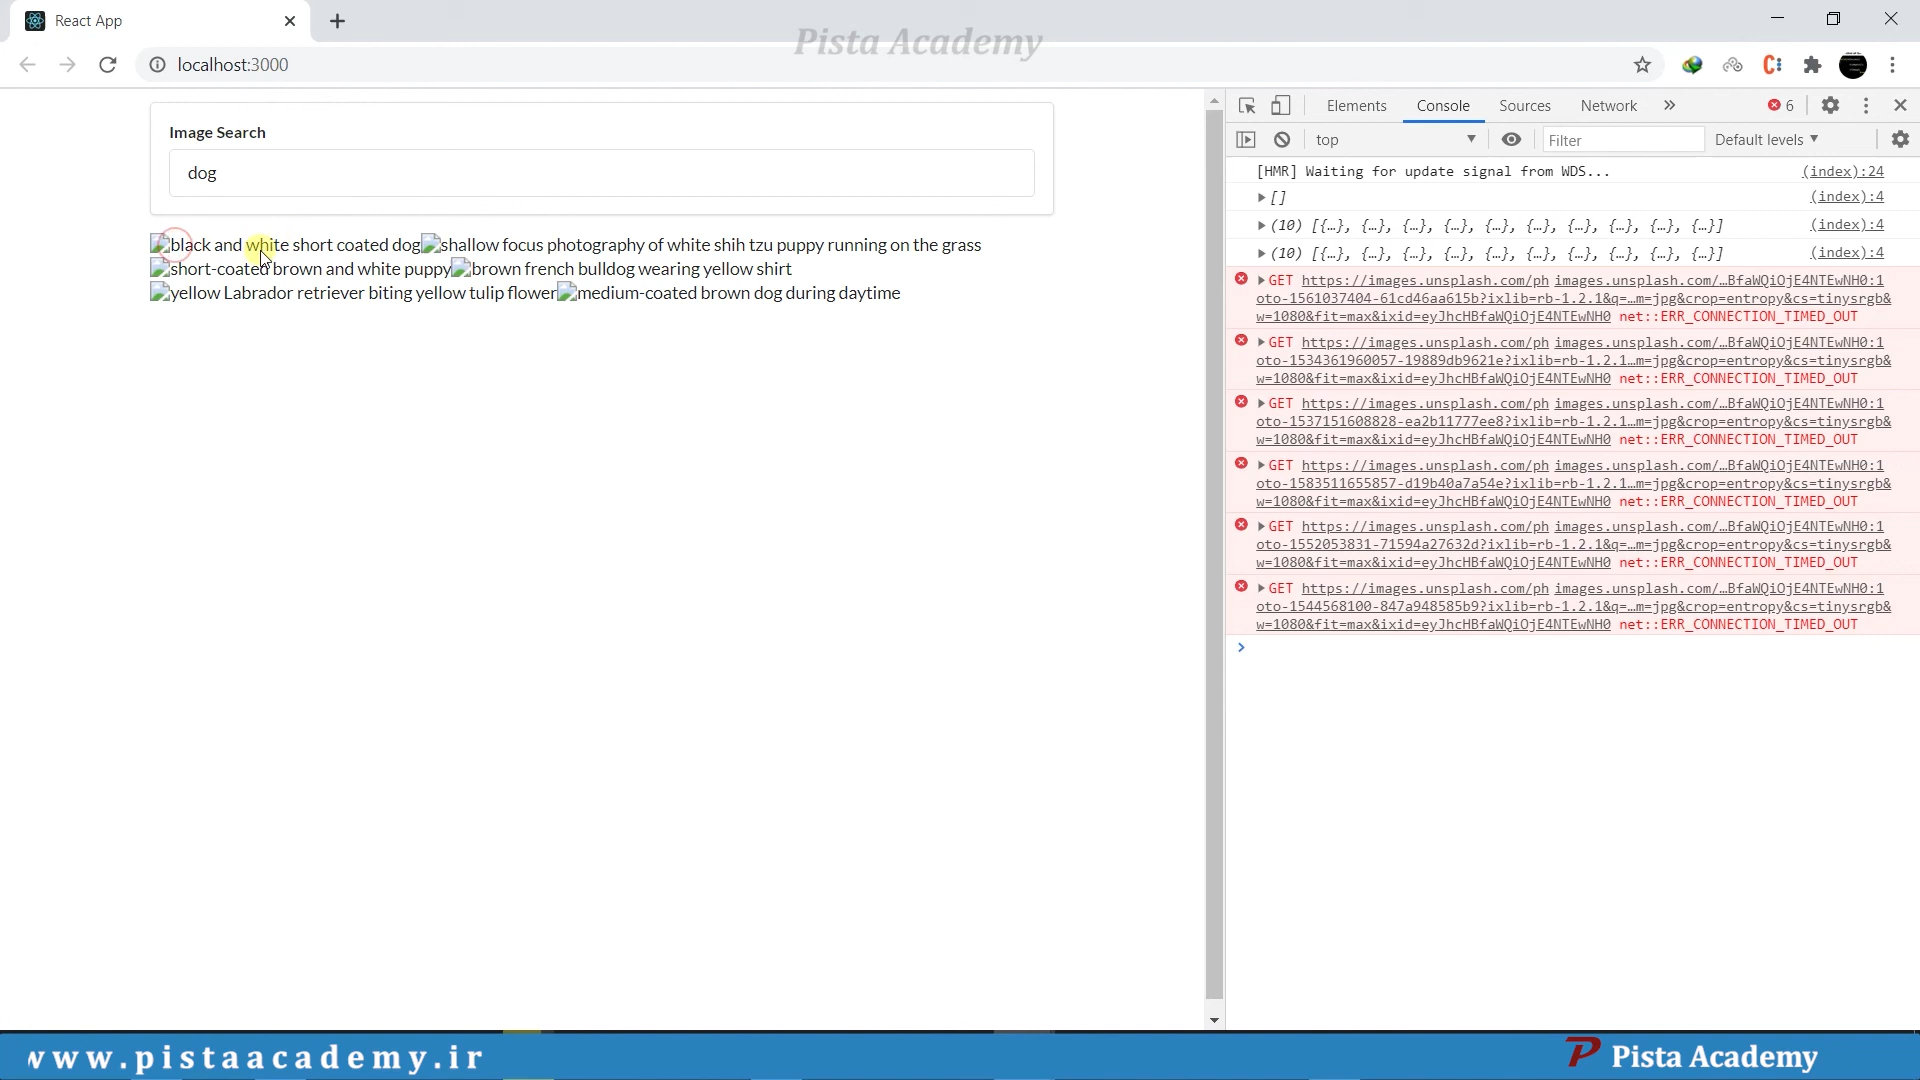 React App
Pista Academy
localhost:3000
Image Search
dog
black and white short coated dog shallow focus photography of white shih tzu puppy running on the grass
short-coated brown and white puppy brown french bulldog wearing yellow shirt
yellow Labrador retriever biting yellow tulip flower medium-coated brown dog during daytime
Elements Console Sources Network » 6
top Filter Default levels
[HMR] Waiting for update signal from WDS... (index):24
[] (index):4
(10) [{…}, {…}, {…}, {…}, {…}, {…}, {…}, {…}, {…}, {…}] (index):4
(10) [{…}, {…}, {…}, {…}, {…}, {…}, {…}, {…}, {…}, {…}] (index):4
GET https://images.unsplash.com/ph images.unsplash.com/…BfaWQiOjE4NTEwNH0:1
oto-1561037404-61cd46aa615b?ixlib=rb-1.2.1&q=…m=jpg&crop=entropy&cs=tinysrgb&
w=1080&fit=max&ixid=eyJhcHBfaWQiOjE4NTEwNH0 net::ERR_CONNECTION_TIMED_OUT
GET https://images.unsplash.com/ph images.unsplash.com/…BfaWQiOjE4NTEwNH0:1
oto-1534361960057-19889db9621e?ixlib=rb-1.2.1…m=jpg&crop=entropy&cs=tinysrgb&
w=1080&fit=max&ixid=eyJhcHBfaWQiOjE4NTEwNH0 net::ERR_CONNECTION_TIMED_OUT
GET https://images.unsplash.com/ph images.unsplash.com/…BfaWQiOjE4NTEwNH0:1
oto-1537151608828-ea2b11777ee8?ixlib=rb-1.2.1…m=jpg&crop=entropy&cs=tinysrgb&
w=1080&fit=max&ixid=eyJhcHBfaWQiOjE4NTEwNH0 net::ERR_CONNECTION_TIMED_OUT
GET https://images.unsplash.com/ph images.unsplash.com/…BfaWQiOjE4NTEwNH0:1
oto-1583511655857-d19b40a7a54e?ixlib=rb-1.2.1…m=jpg&crop=entropy&cs=tinysrgb&
w=1080&fit=max&ixid=eyJhcHBfaWQiOjE4NTEwNH0 net::ERR_CONNECTION_TIMED_OUT
GET https://images.unsplash.com/ph images.unsplash.com/…BfaWQiOjE4NTEwNH0:1
oto-1552053831-71594a27632d?ixlib=rb-1.2.1&q=…m=jpg&crop=entropy&cs=tinysrgb&
w=1080&fit=max&ixid=eyJhcHBfaWQiOjE4NTEwNH0 net::ERR_CONNECTION_TIMED_OUT
GET https://images.unsplash.com/ph images.unsplash.com/…BfaWQiOjE4NTEwNH0:1
oto-1544568100-847a948585b9?ixlib=rb-1.2.1&q=…m=jpg&crop=entropy&cs=tinysrgb&
w=1080&fit=max&ixid=eyJhcHBfaWQiOjE4NTEwNH0 net::ERR_CONNECTION_TIMED_OUT
www.pistaacademy.ir
P Pista Academy